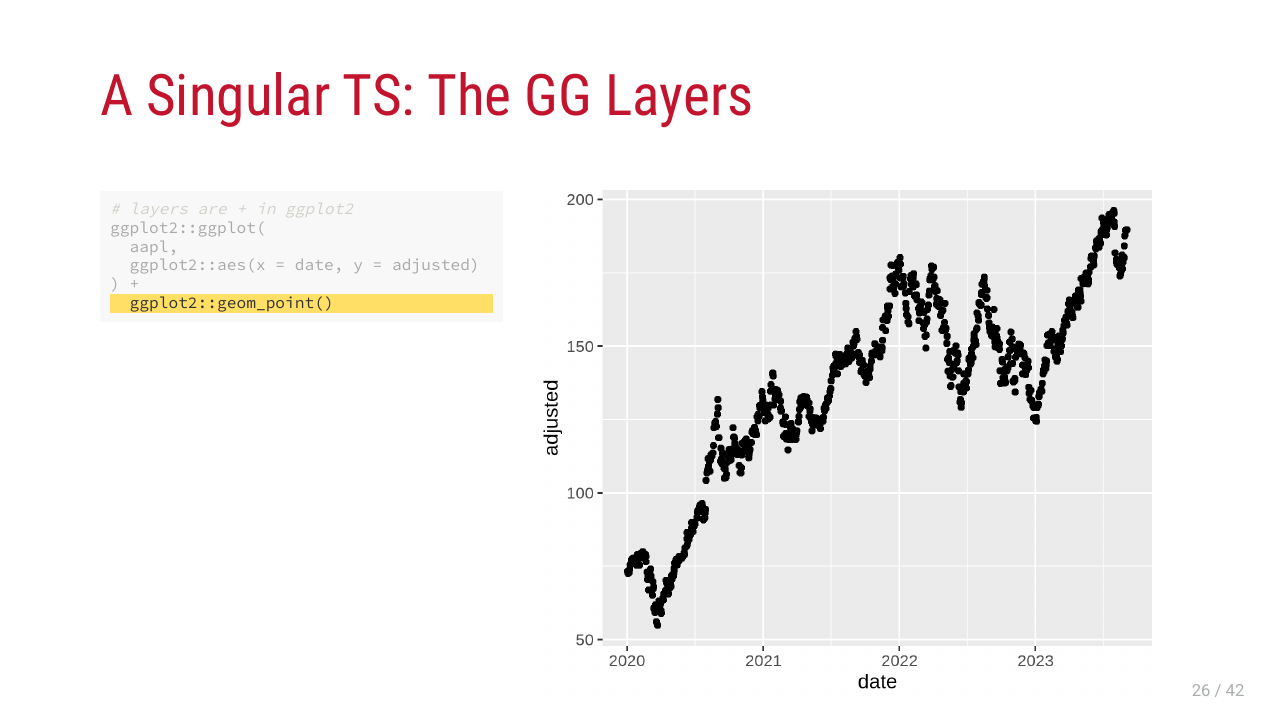 A Singular TS: The GG Layers
# layers are + in ggplot2
ggplot2::ggplot(
  aapl,
  ggplot2::aes(x = date, y = adjusted)
) +
  ggplot2::geom_point()
200
150
100
50
adjusted
2020 2021 2022 2023
date
26 / 42